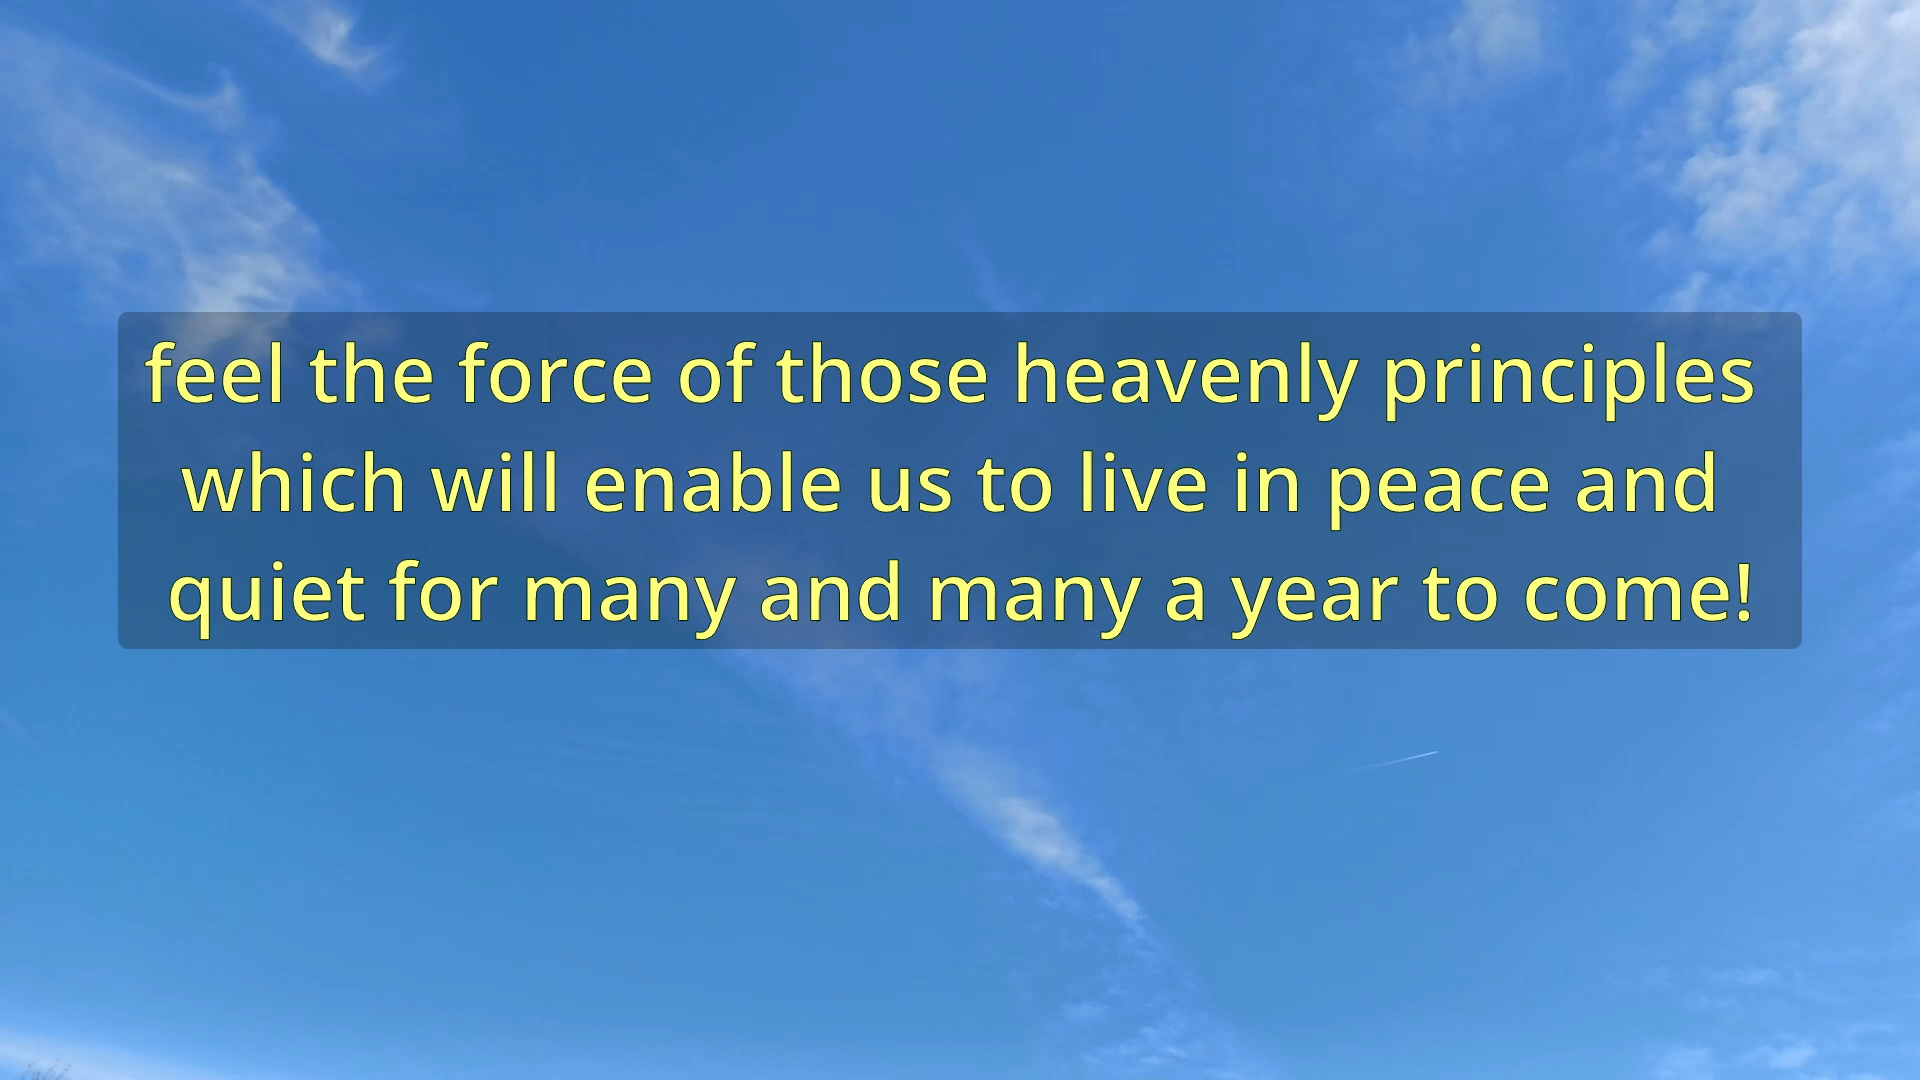 feel the force of those heavenly principles
which will enable us to live in peace and
quiet for many and many a year to come!